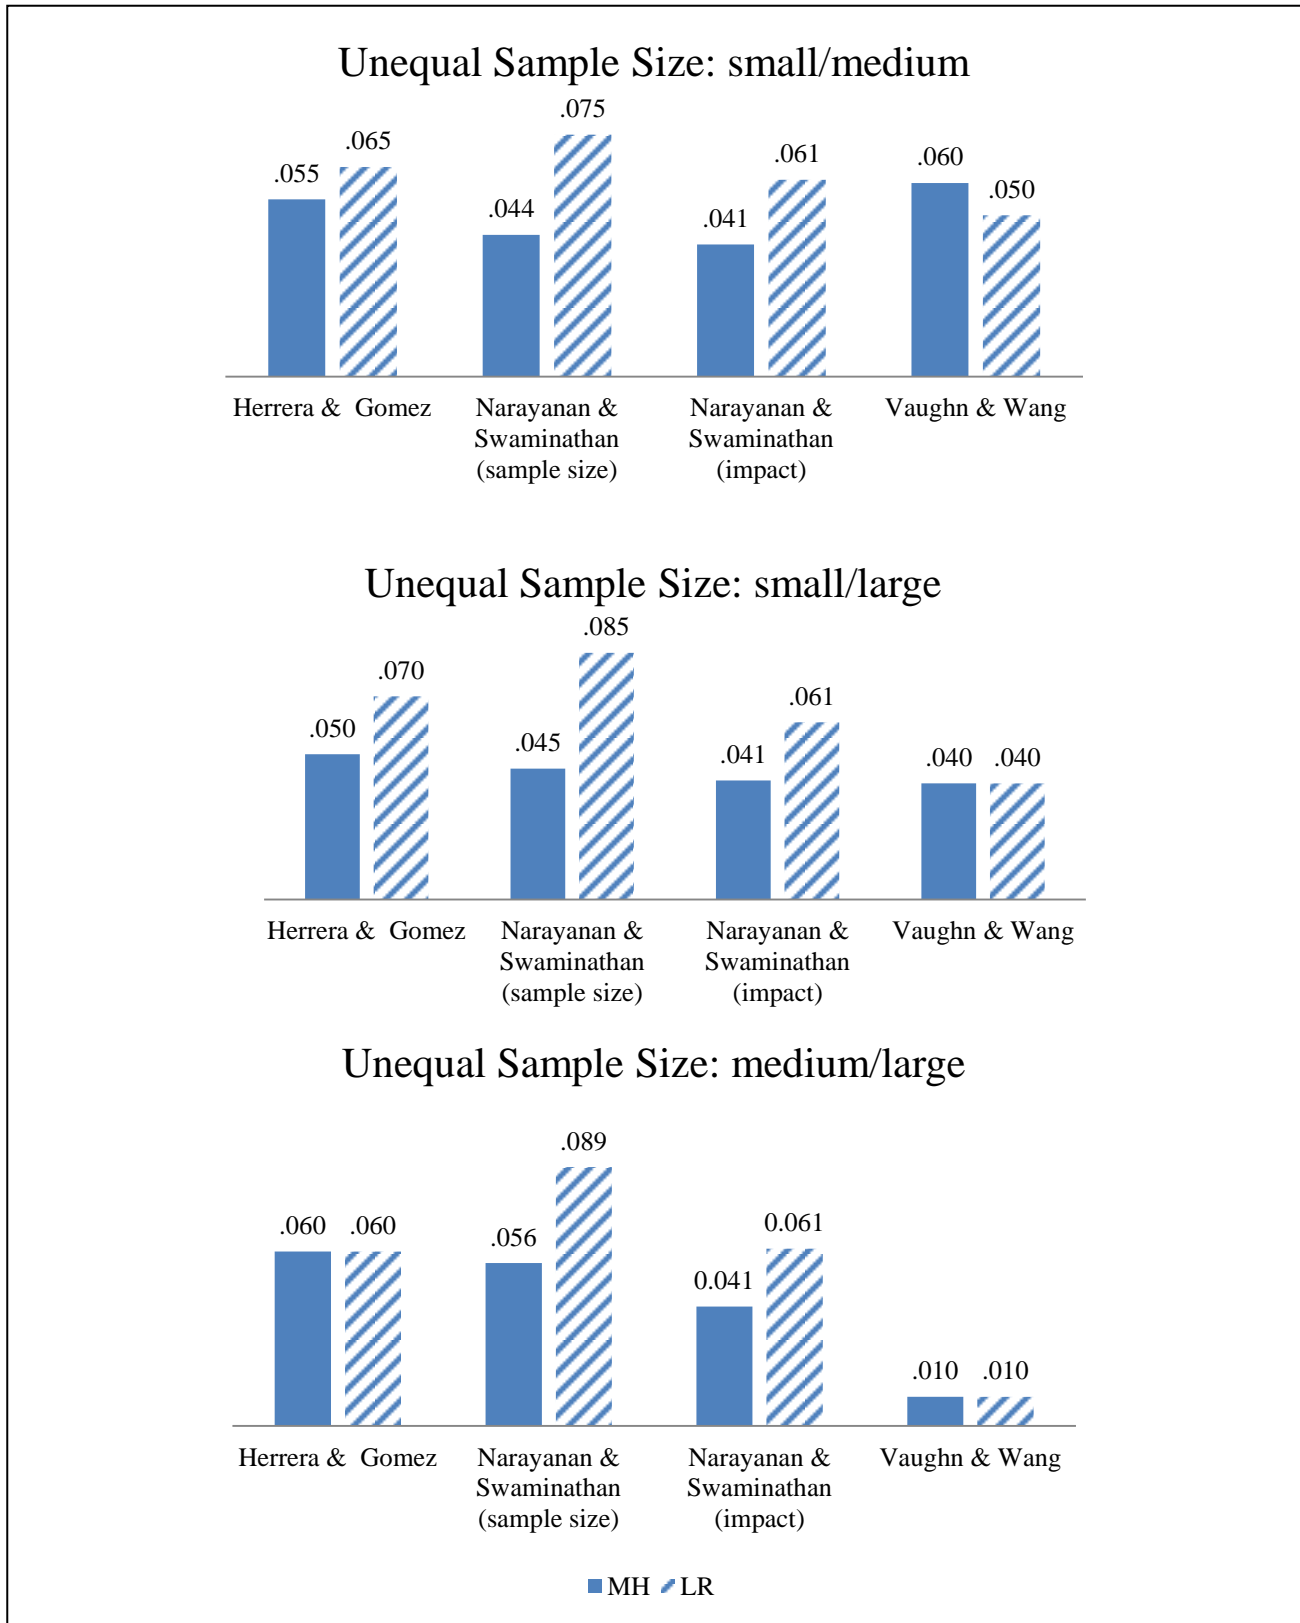 Unequal Sample Size: small/medium
.055
.065
.044
.075
.041
.061
.060
.050
Herrera & Gomez
Narayanan &
Swaminathan
(sample size)
Narayanan &
Swaminathan
(impact)
Vaughn & Wang
Unequal Sample Size: small/large
.050
.070
.045
.085
.041
.061
.040
.040
Herrera & Gomez
Narayanan &
Swaminathan
(sample size)
Narayanan &
Swaminathan
(impact)
Vaughn & Wang
Unequal Sample Size: medium/large
.060
.060
.056
.089
0.041
0.061
.010
.010
Herrera & Gomez
Narayanan &
Swaminathan
(sample size)
Narayanan &
Swaminathan
(impact)
Vaughn & Wang
MH LR